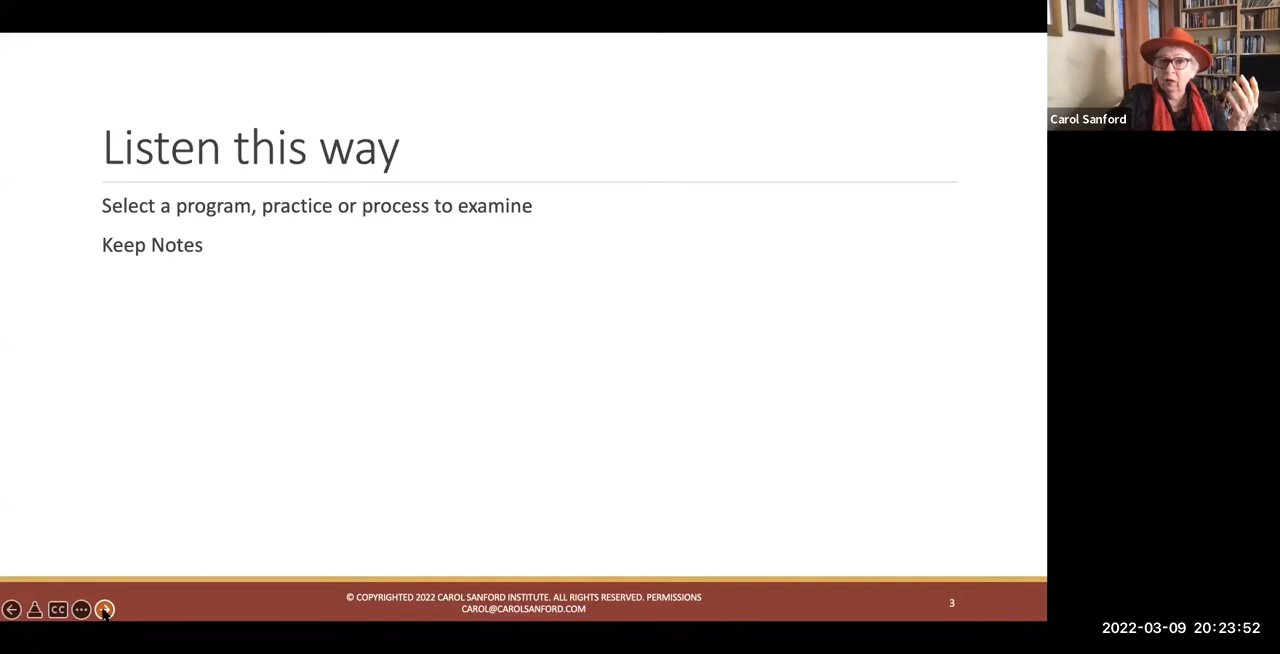 Listen this way
Select a program, practice or process to examine
Keep Notes
Carol Sanford
CC
© COPYRIGHTED 2022 CAROL SANFORD INSTITUTE. ALL RIGHTS RESERVED. PERMISSIONS
CAROL@CAROLSANFORD.COM
3
2022-03-09 20:23:52